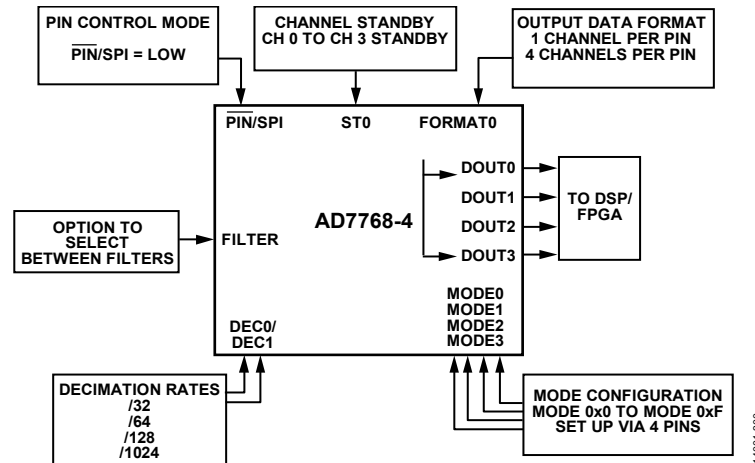 PIN CONTROL MODE
PIN/SPI = LOW
CHANNEL STANDBY
CH 0 TO CH 3 STANDBY
OUTPUT DATA FORMAT
1 CHANNEL PER PIN
4 CHANNELS PER PIN
PIN/SPI
ST0
FORMAT0
DOUT0
DOUT1
DOUT2
DOUT3
TO DSP/
FPGA
AD7768-4
OPTION TO
SELECT
BETWEEN FILTERS
FILTER
MODE0
MODE1
MODE2
MODE3
DEC0/
DEC1
DECIMATION RATES
/32
/64
/128
/1024
MODE CONFIGURATION
MODE 0x0 TO MODE 0xF
SET UP VIA 4 PINS